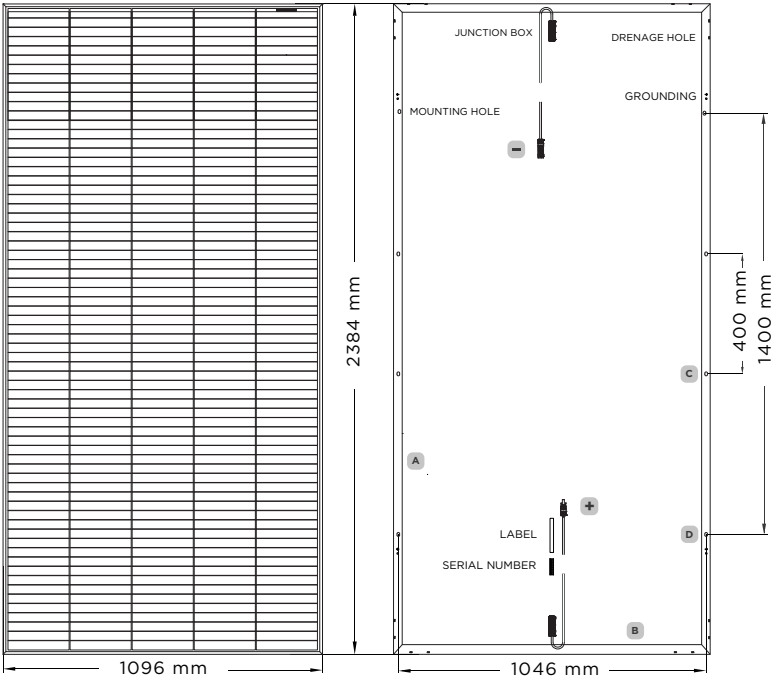 JUNCTION BOX
DRENAGE HOLE
GROUNDING
MOUNTING HOLE
−
2384 mm
400 mm
1400 mm
C
A
+
LABEL
D
SERIAL NUMBER
B
1096 mm
1046 mm